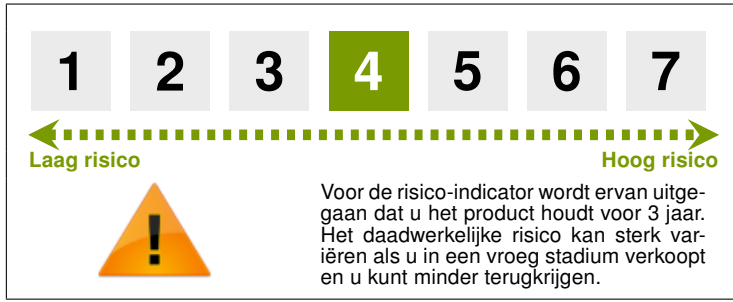 1 2 3 4 5 6 7
Laag risico Hoog risico
Voor de risico-indicator wordt ervan uitge-
gaan dat u het product houdt voor 3 jaar.
Het daadwerkelijke risico kan sterk var-
iëren als u in een vroeg stadium verkoopt
en u kunt minder terugkrijgen.